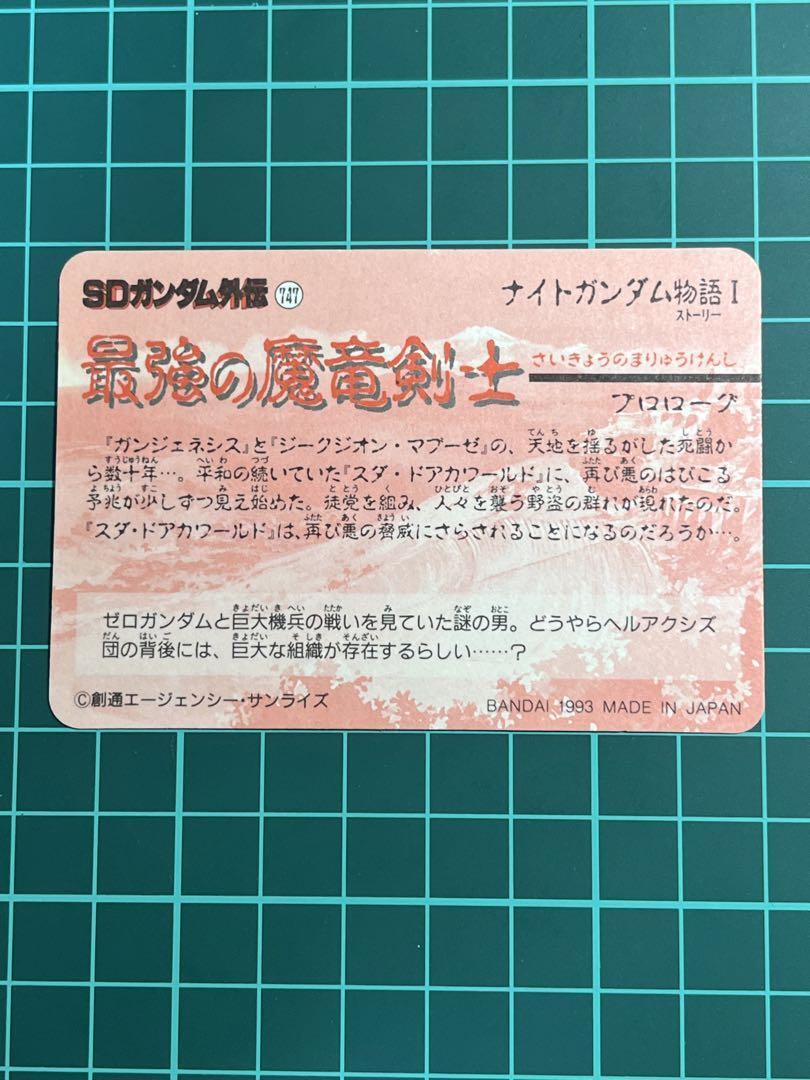 SDガンダム外伝 747
ナイトガンダム物語 I
ストーリー
最強の魔竜剣士
さいきょうのまりゅうけんし
プロローグ
『ガンジェネシス』と『ジークジオン・マブーゼ』の、天地を揺るがした死闘か
ら数十年…。平和の続いていた『スダ・ドアカワールド』に、再び悪のはびこる
予兆が少しずつ見え始めた。徒党を組み、人々を襲う野盗の群れが現れたのだ。
『スダ・ドアカワールド』は、再び悪の脅威にさらされることになるのだろうか…。
ゼロガンダムと巨大機兵の戦いを見ていた謎の男。どうやらヘルアクシズ
団の背後には、巨大な組織が存在するらしい……？
©創通エージェンシー・サンライズ
BANDAI 1993 MADE IN JAPAN